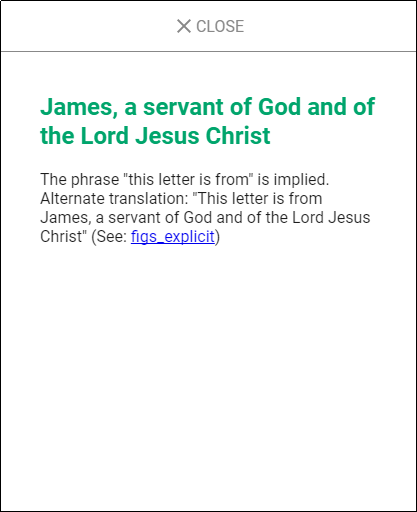 CLOSE
James, a servant of God and of
the Lord Jesus Christ
The phrase "this letter is from" is implied.
Alternate translation: "This letter is from
James, a servant of God and of the Lord Jesus
Christ" (See: figs_explicit)